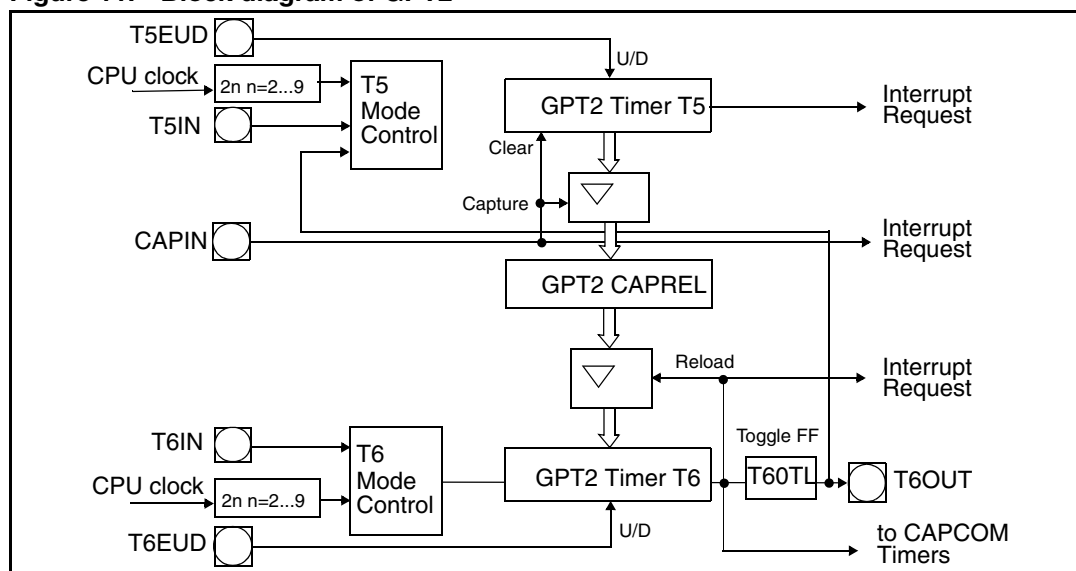 T5EUD
U/D
CPU clock
2n n=2...9
T5
Mode
Control
GPT2 Timer T5
Interrupt
Request
T5IN
Clear
Capture
CAPIN
Interrupt
Request
GPT2 CAPREL
Reload
Interrupt
Request
T6IN
T6
Mode
Control
Toggle FF
GPT2 Timer T6
T60TL
T6OUT
CPU clock
2n n=2...9
T6EUD
U/D
to CAPCOM
Timers